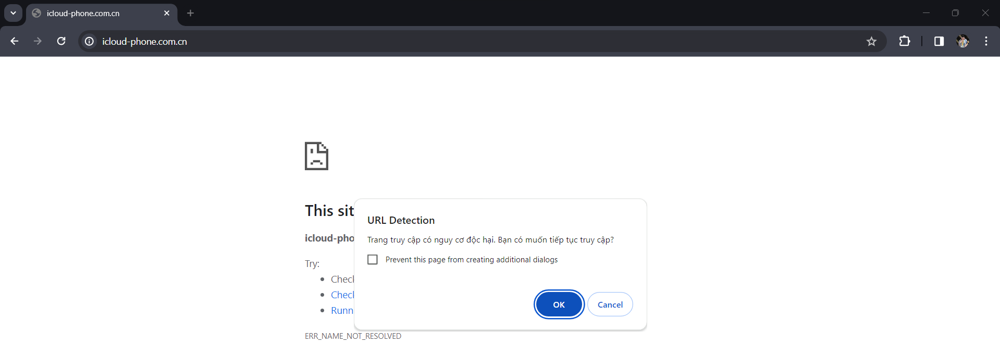 icloud-phone.com.cn
icloud-phone.com.cn
This sit
icloud-pho
Try:
Check
Check
Runn
ERR_NAME_NOT_RESOLVED
URL Detection
Trang truy cập có nguy cơ độc hại. Bạn có muốn tiếp tục truy cập?
Prevent this page from creating additional dialogs
OK
Cancel